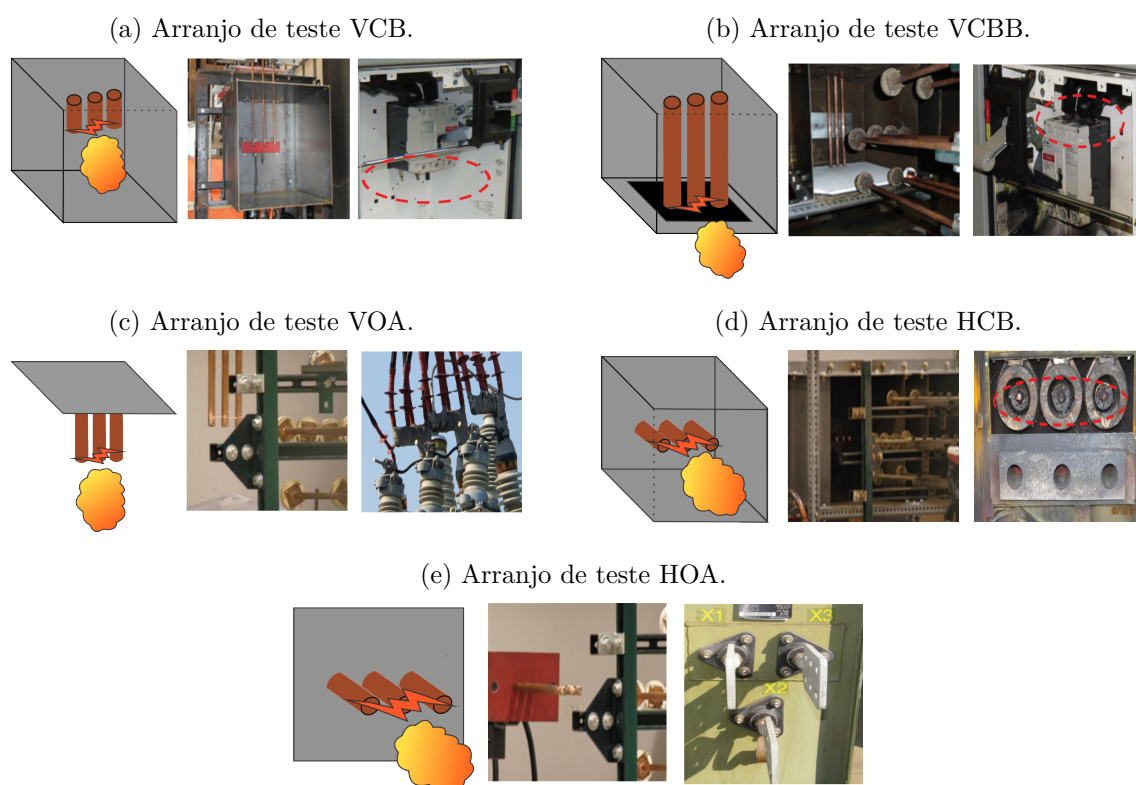 (a) Arranjo de teste VCB.
(b) Arranjo de teste VCBB.
(c) Arranjo de teste VOA.
(d) Arranjo de teste HCB.
(e) Arranjo de teste HOA.
X1 X3
X2